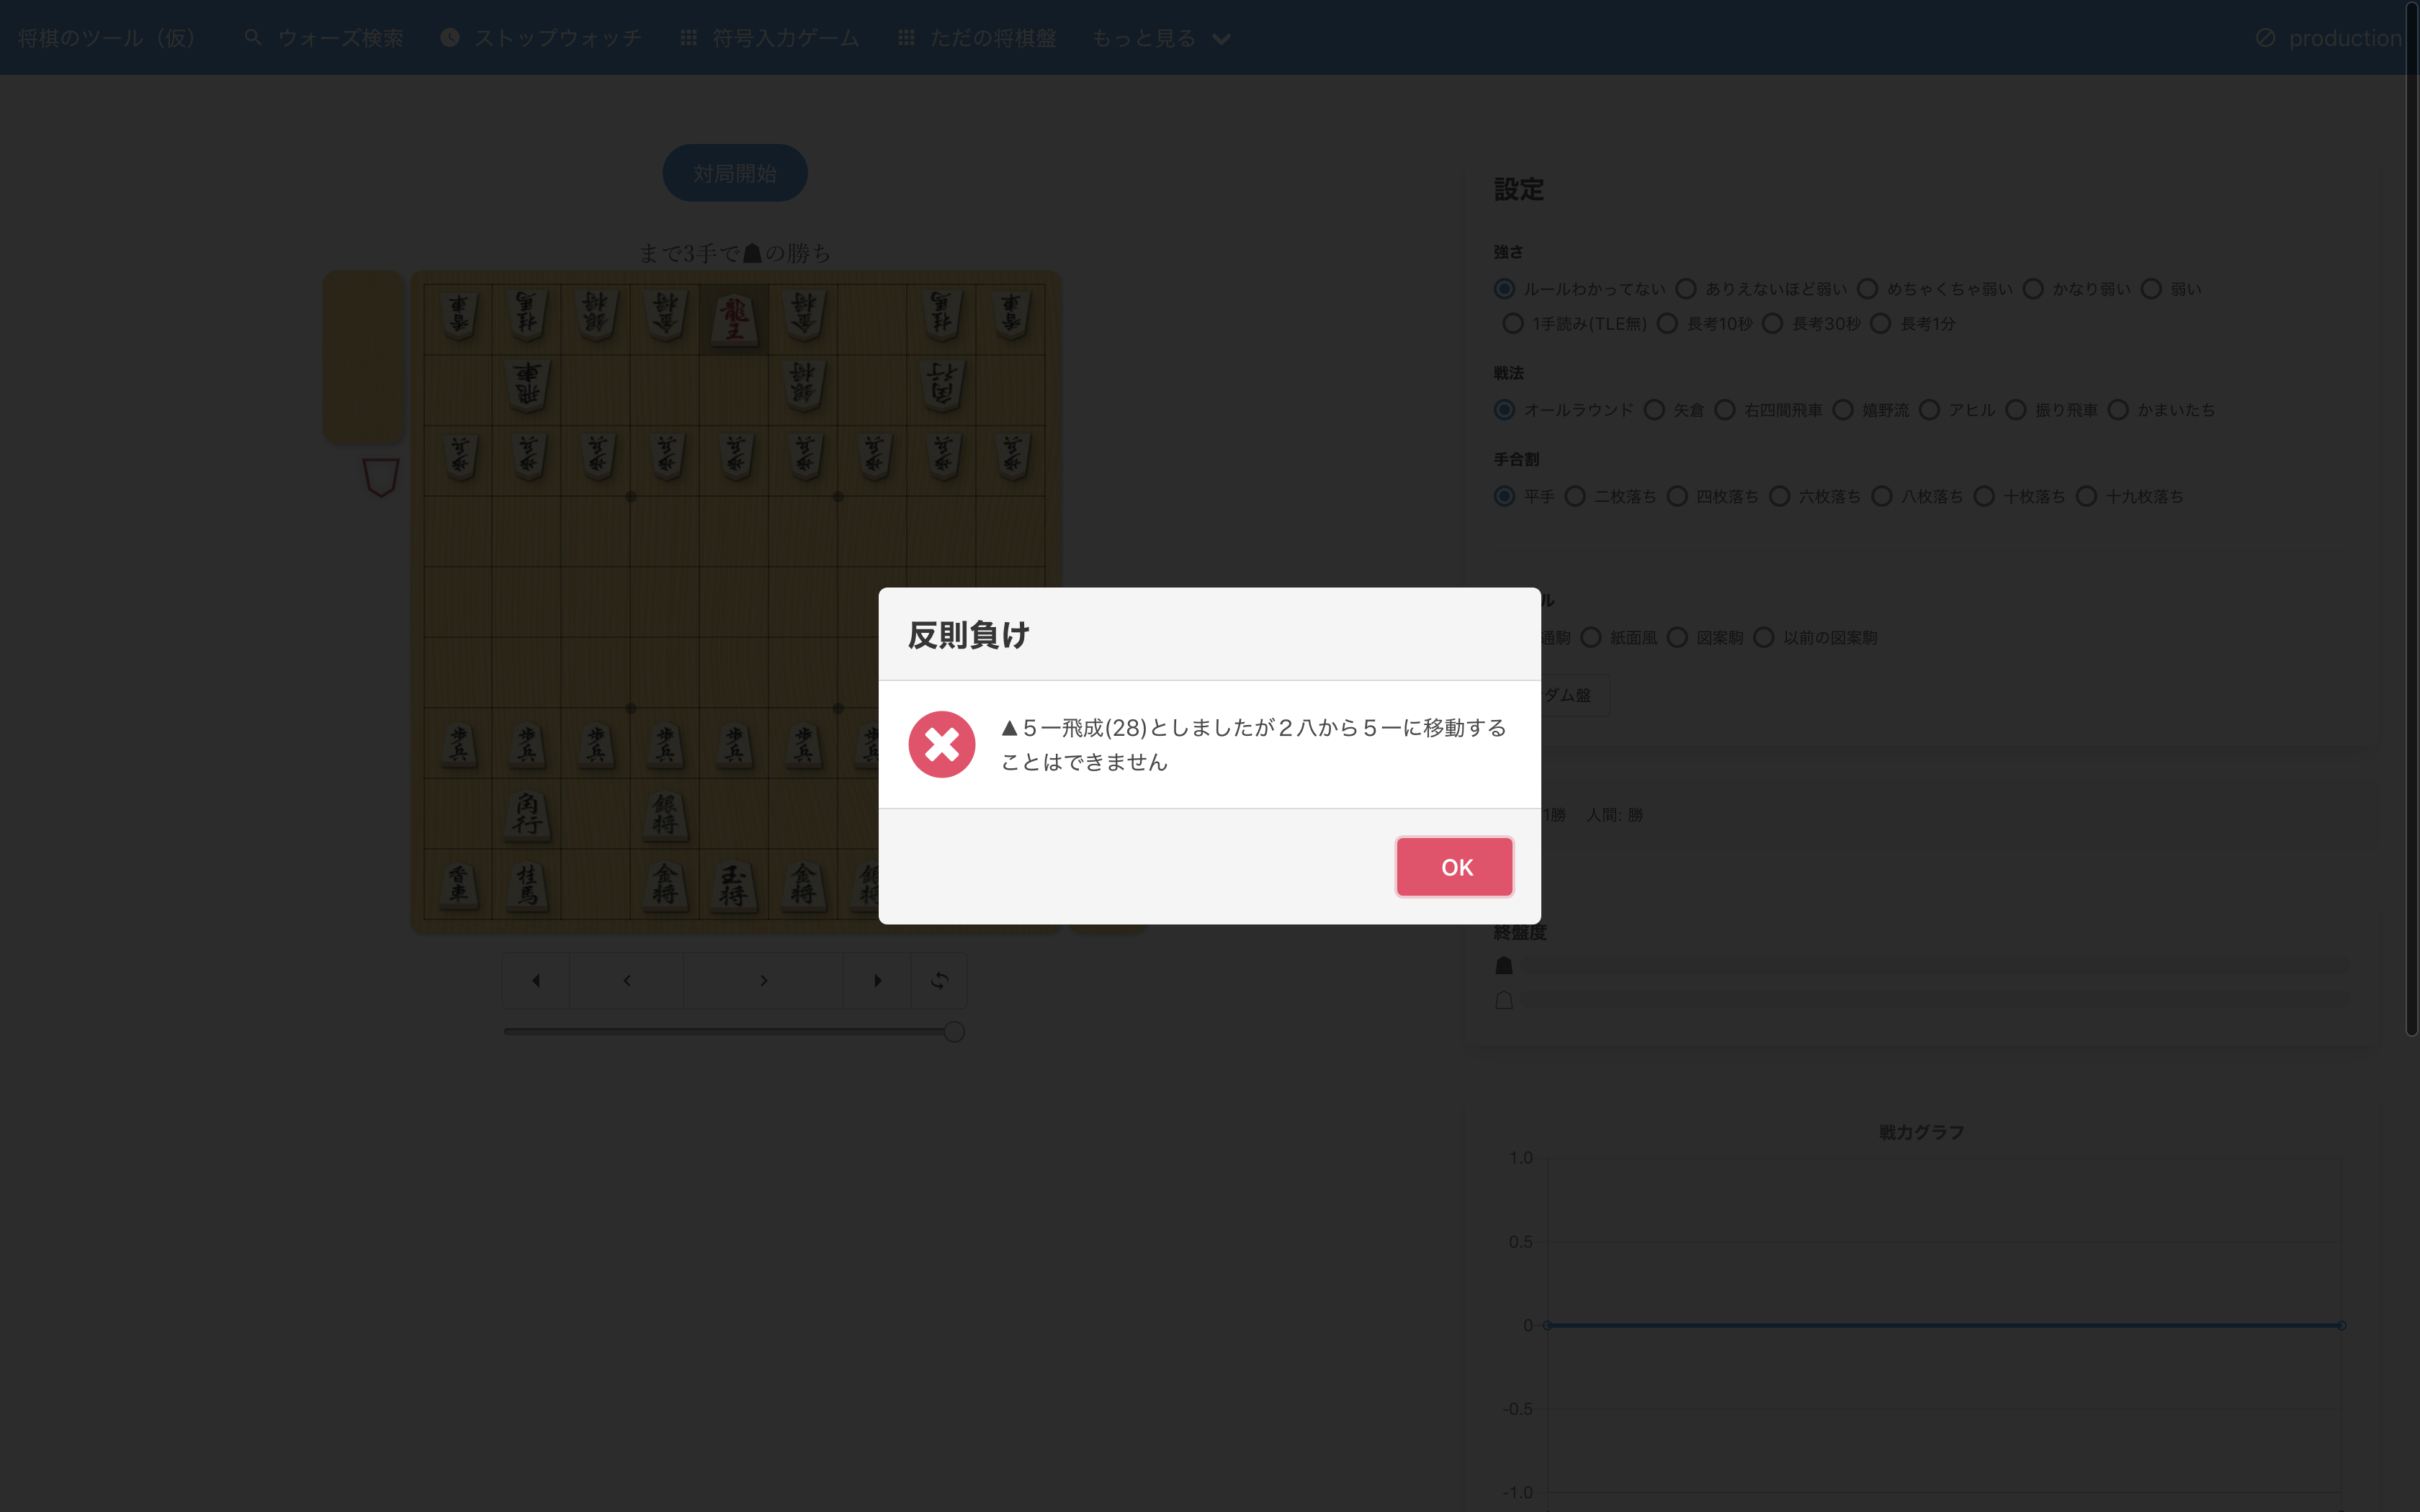 将棋のツール（仮） ウォーズ検索 ストップウォッチ 符号入力ゲーム ただの将棋盤 もっと見る production
対局開始
まで3手で☗の勝ち
香車 桂馬 銀将 金将 龍王 金将 桂馬 香車
飛車 銀将 角行
歩兵 歩兵 歩兵 歩兵 歩兵 歩兵 歩兵 歩兵 歩兵
歩兵 歩兵 歩兵 歩兵 歩兵 歩兵 歩兵
角行 銀将
香車 桂馬 金将 玉将 金将 銀将
設定
強さ
ルールわかってない ありえないほど弱い めちゃくちゃ弱い かなり弱い 弱い
1手読み(TLE無) 長考10秒 長考30秒 長考1分
戦法
オールラウンド 矢倉 右四間飛車 嬉野流 アヒル 振り飛車 かまいたち
手合割
平手 二枚落ち 四枚落ち 六枚落ち 八枚落ち 十枚落ち 十九枚落ち
ル
通駒 紙面風 図案駒 以前の図案駒
ダム盤
1勝 人間: 勝
反則負け
▲５一飛成(28)としましたが２八から５一に移動する
ことはできません
OK
終盤度
戦力グラフ
1.0
0.5
0
-0.5
-1.0